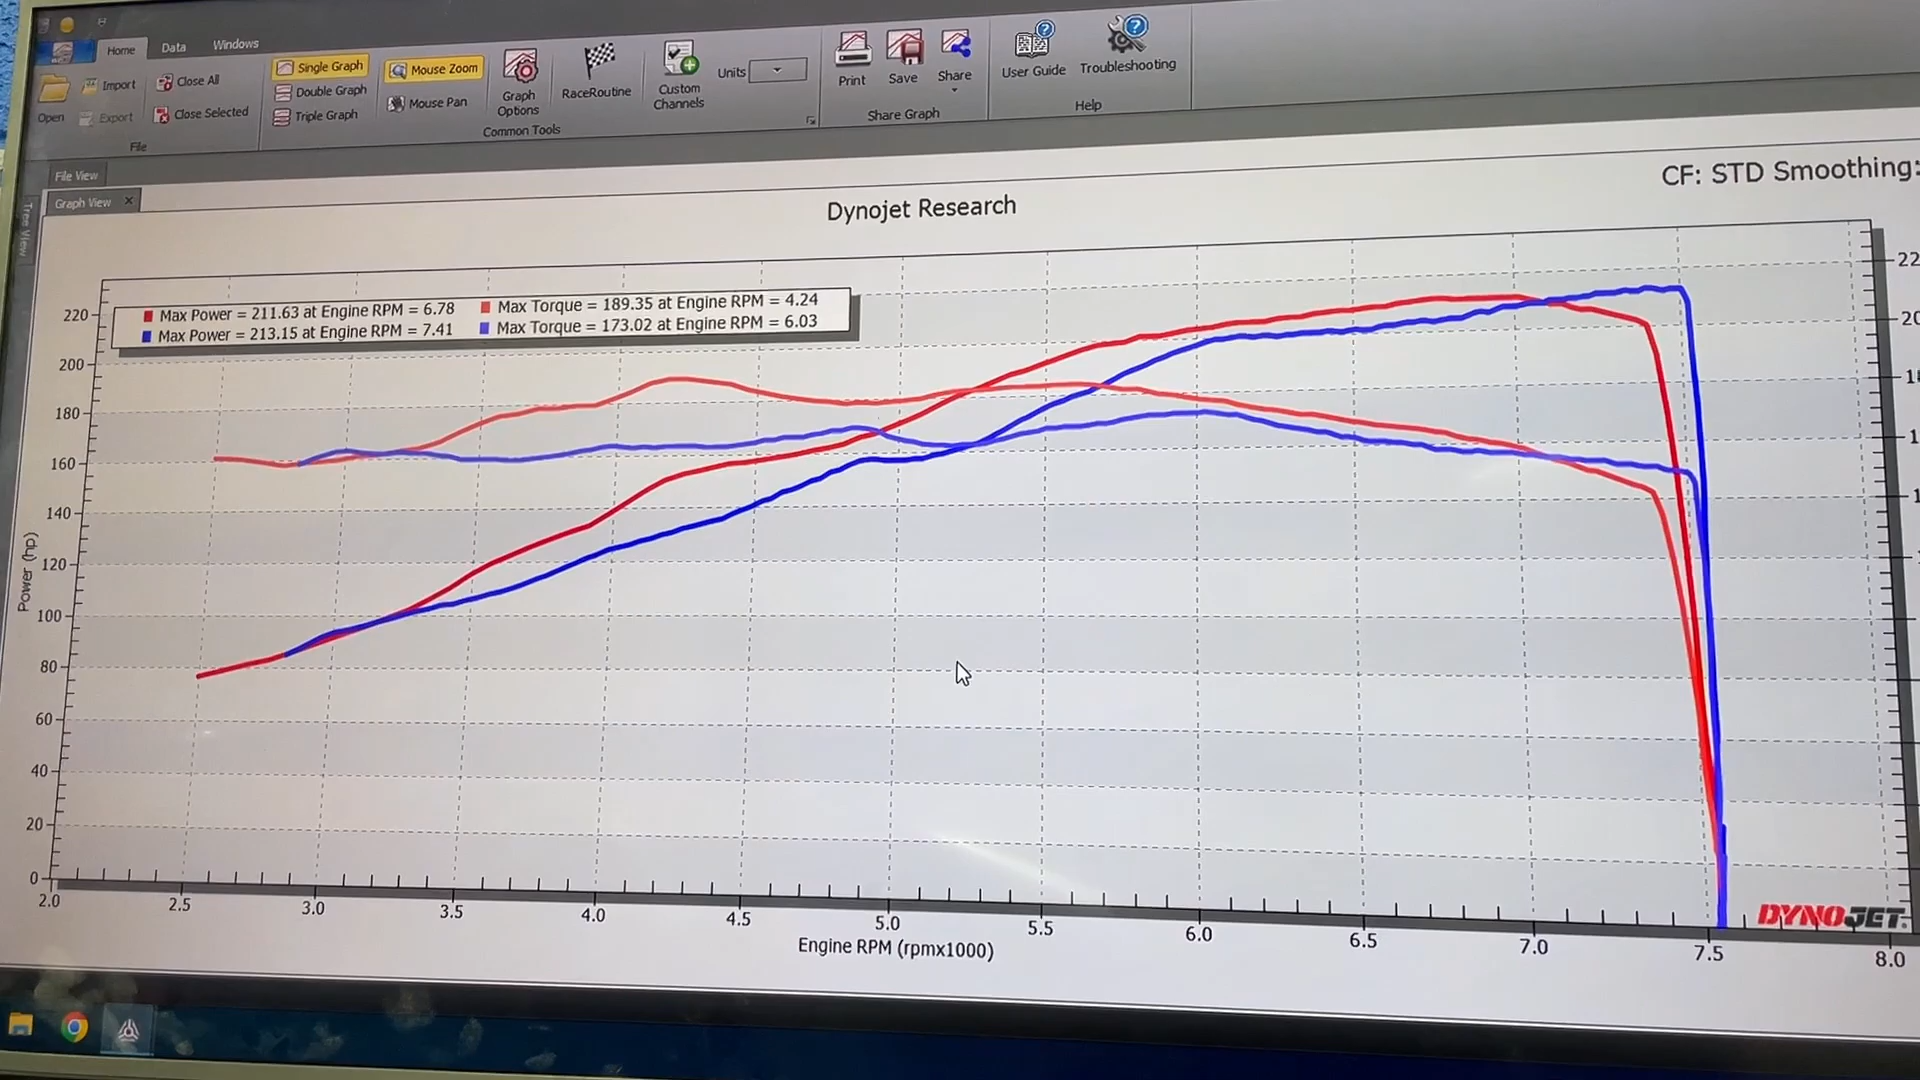 Home Data Windows
Open Import Export Close All Close Selected
File
Single Graph
Double Graph
Triple Graph
Mouse Zoom
Mouse Pan
Graph Options
RaceRoutine
Custom Channels
Units
Common Tools
Print Save Share
Share Graph
User Guide Troubleshooting
Help
File View
Graph View
Tree View
CF: STD Smoothing:
Dynojet Research
Max Power = 211.63 at Engine RPM = 6.78 Max Torque = 189.35 at Engine RPM = 4.24
Max Power = 213.15 at Engine RPM = 7.41 Max Torque = 173.02 at Engine RPM = 6.03
220
200
180
160
140
120
100
80
60
40
20
0
Power (hp)
2.0 2.5 3.0 3.5 4.0 4.5 5.0 5.5 6.0 6.5 7.0 7.5 8.0
Engine RPM (rpmx1000)
DYNOJET